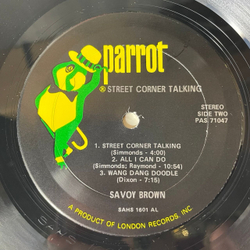 parrot
® STREET CORNER TALKING
STEREO
SIDE TWO
PAS 71047
1. STREET CORNER TALKING
(Simmonds - 4:00)
2. ALL I CAN DO
(Simmonds; Raymond - 10:54)
3. WANG DANG DOODLE
(Dixon - 7:15)
SAVOY BROWN
SAHS 1601 AL
A PRODUCT OF LONDON RECORDS, INC.